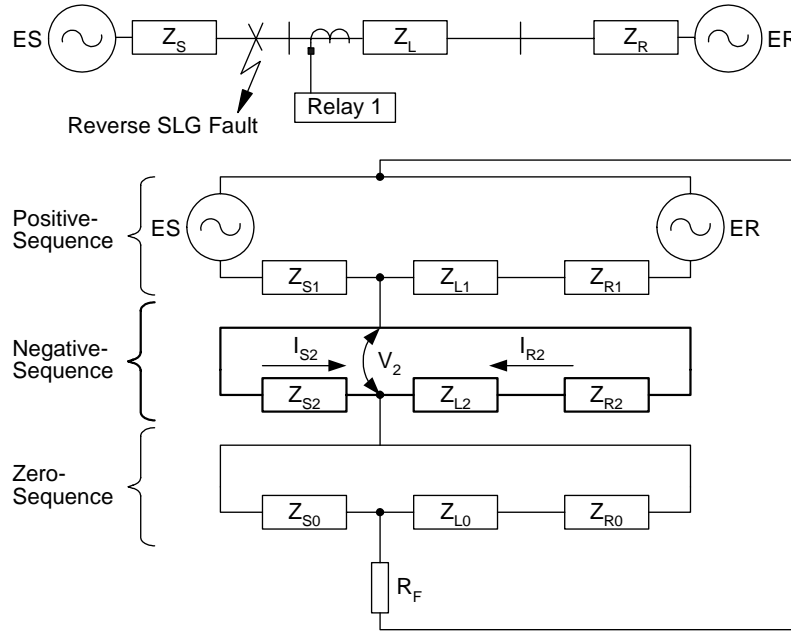 ES
Z_S
Z_L
Z_R
ER
Relay 1
Reverse SLG Fault
Positive-
Sequence
ES
ER
Z_S1
Z_L1
Z_R1
Negative-
Sequence
I_S2
V_2
I_R2
Z_S2
Z_L2
Z_R2
Zero-
Sequence
Z_S0
Z_L0
Z_R0
R_F